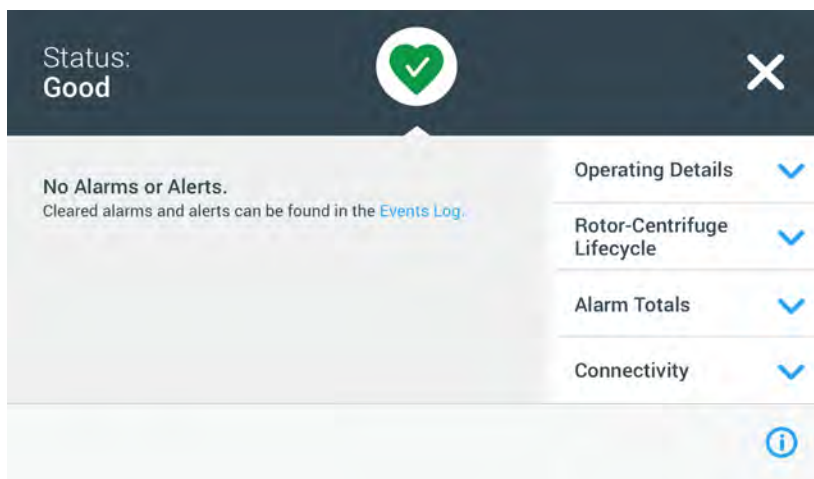 Status:
Good
No Alarms or Alerts.
Cleared alarms and alerts can be found in the Events Log.
Operating Details
Rotor-Centrifuge
Lifecycle
Alarm Totals
Connectivity